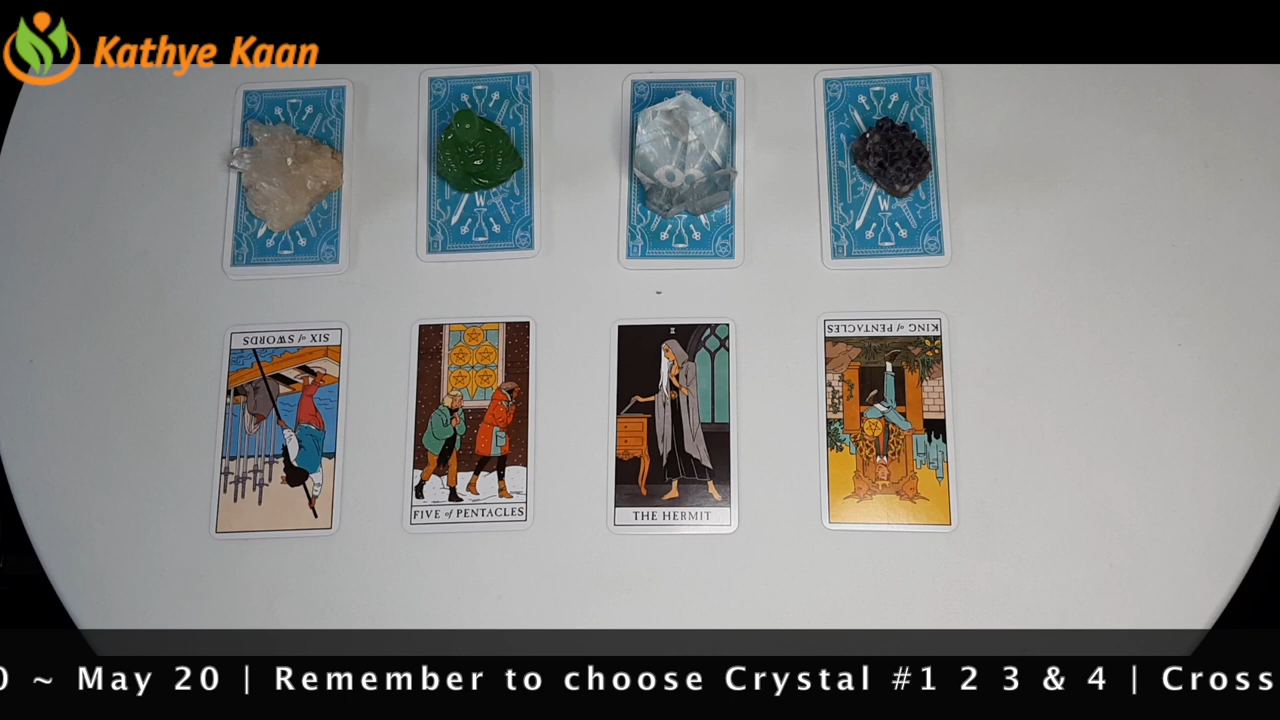 Kathye Kaan
SIX of SWORDS
FIVE of PENTACLES
THE HERMIT
KING of PENTACLES
0 ~ May 20 | Remember to choose Crystal #1 2 3 & 4 | Cross